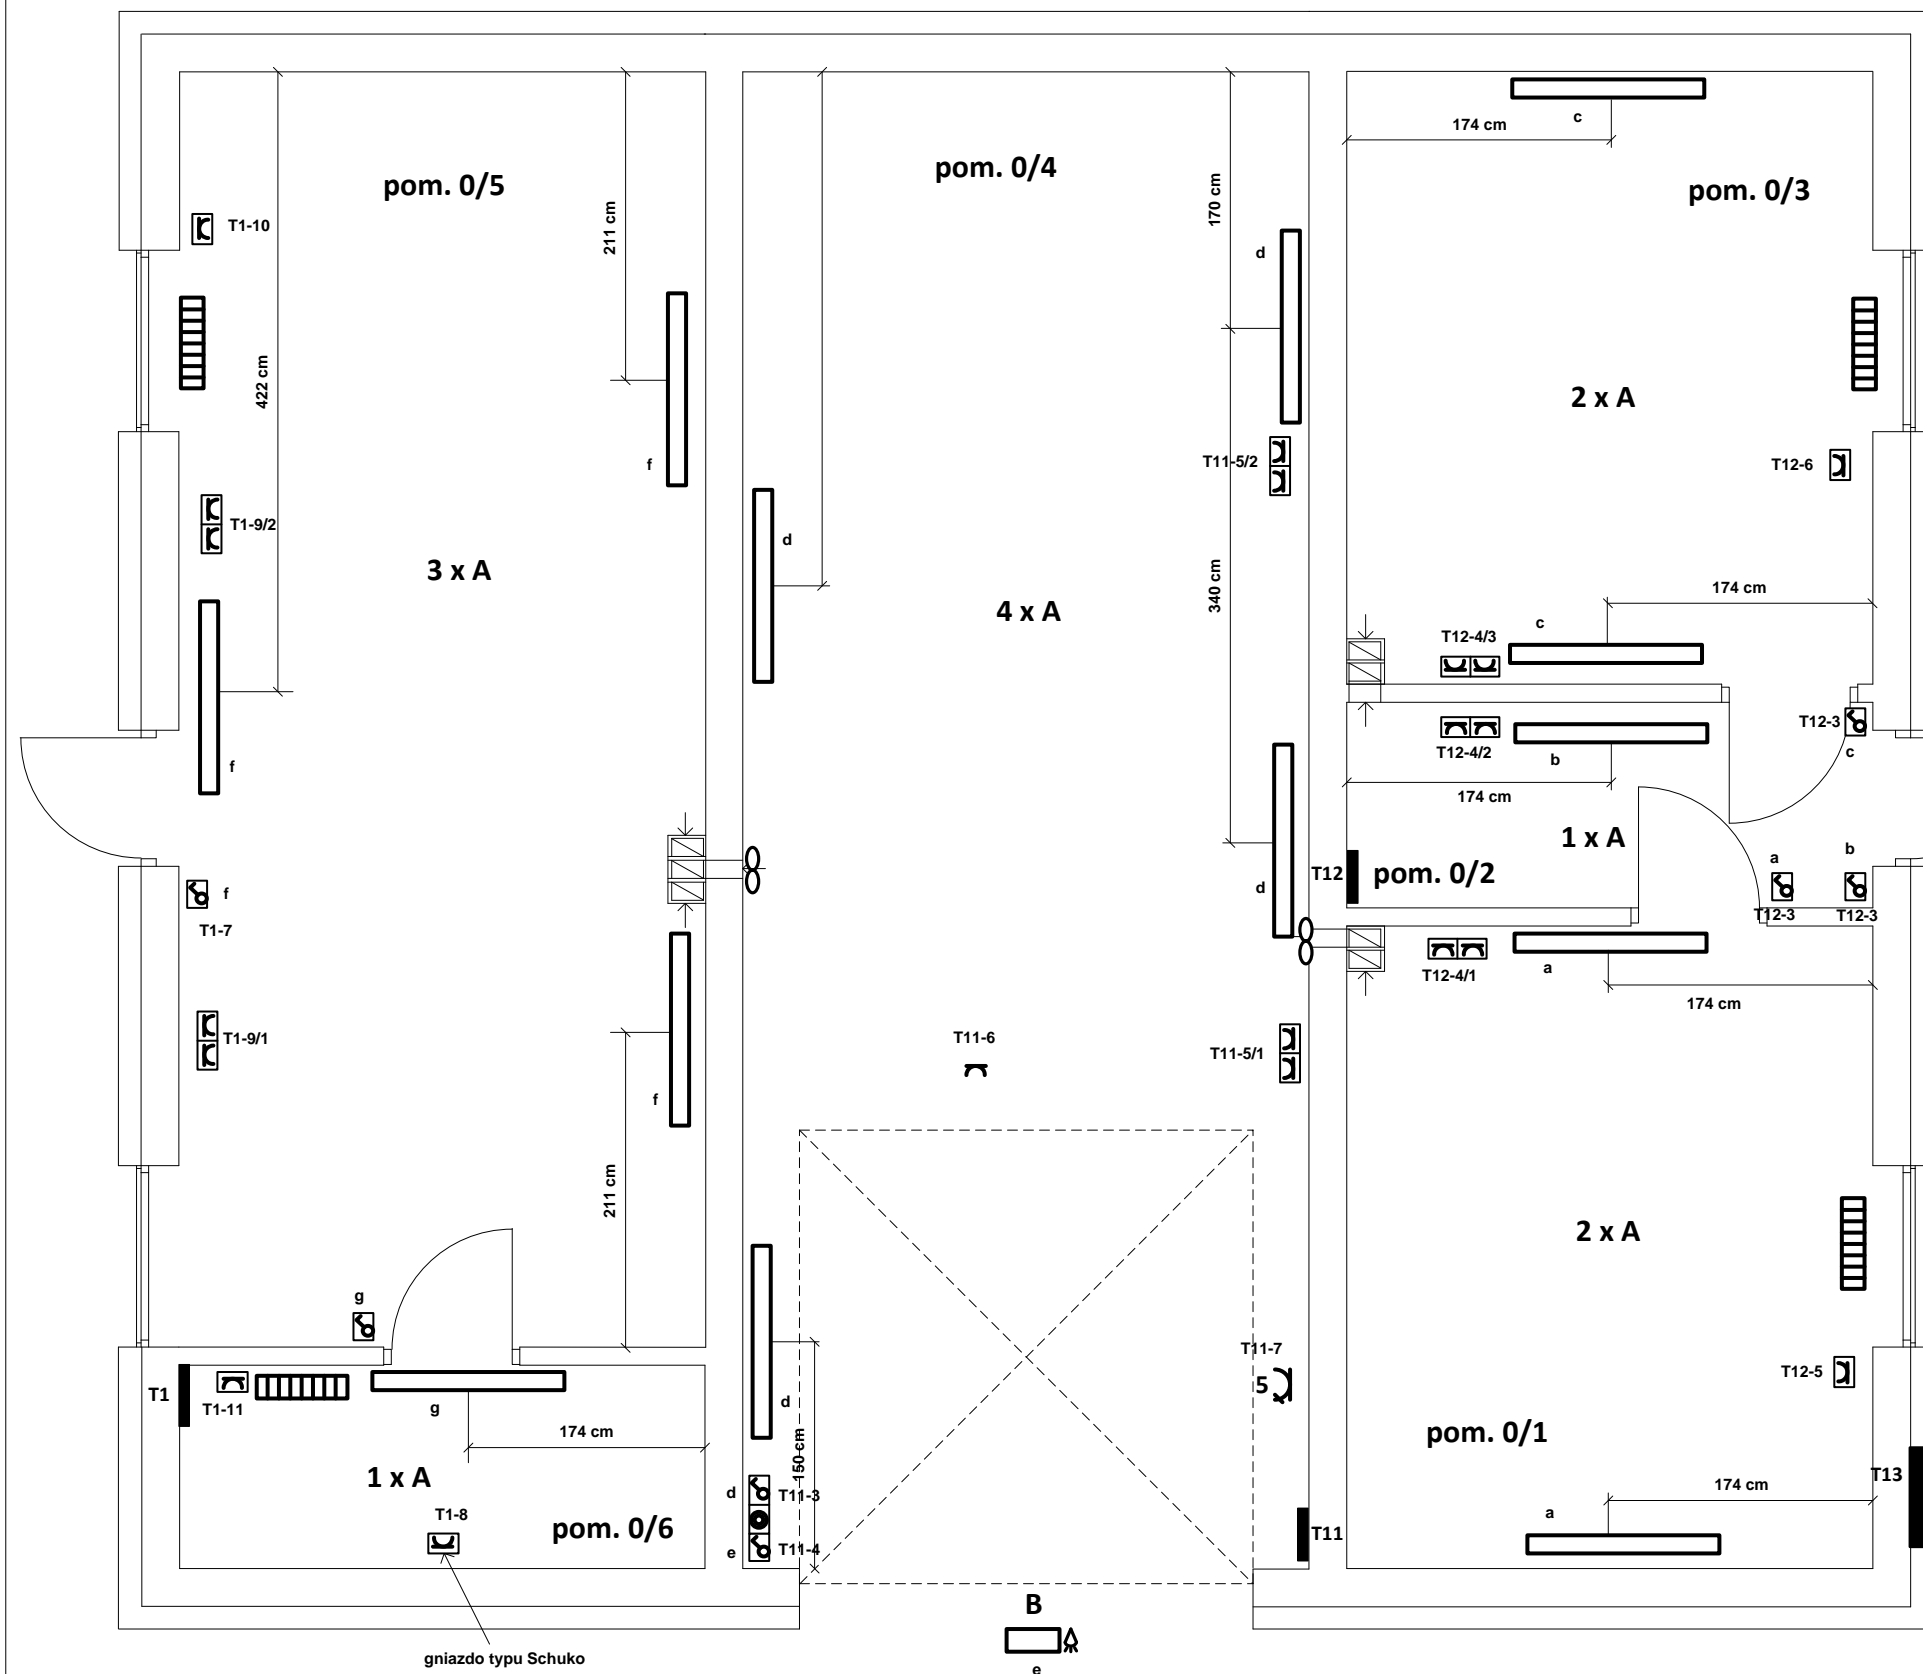 c
174 cm
pom. 0/5
pom. 0/4
pom. 0/3
170 cm
T1-10
211 cm
d
422 cm
2 x A
f
T11-5/2
T12-6
T1-9/2
d
3 x A
4 x A
340 cm
174 cm
c
T12-4/3
T12-3
c
T12-4/2
b
f
174 cm
1 x A
a
b
T12
pom. 0/2
d
f
T12-3
T12-3
T1-7
a
T12-4/1
174 cm
T1-9/1
T11-6
T11-5/1
f
211 cm
2 x A
g
T11-7
5
T12-5
T1
T1-11
g
d
174 cm
pom. 0/1
150 cm
1 x A
T13
174 cm
d
T11-3
T1-8
pom. 0/6
a
T11
e
T11-4
B
gniazdo typu Schuko
e